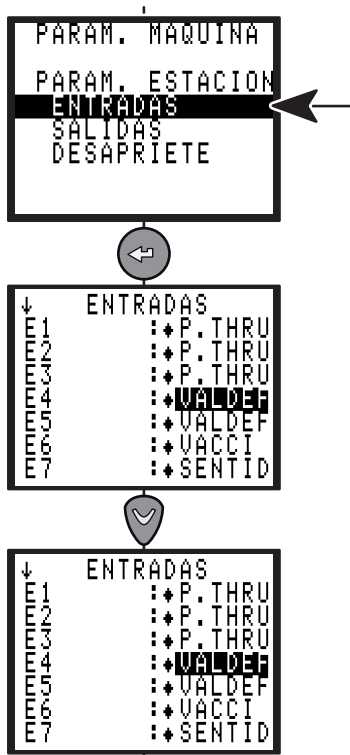 PARAM. MAQUINA
PARAM. ESTACION
ENTRADAS
SALIDAS
DESAPRIETE
↓ ENTRADAS
E1 :♦P.THRU
E2 :♦P.THRU
E3 :♦P.THRU
E4 :♦VALDEF
E5 :♦VALDEF
E6 :♦VACCI
E7 :♦SENTID
↓ ENTRADAS
E1 :♦P.THRU
E2 :♦P.THRU
E3 :♦P.THRU
E4 :♦VALDEF
E5 :♦VALDEF
E6 :♦VACCI
E7 :♦SENTID